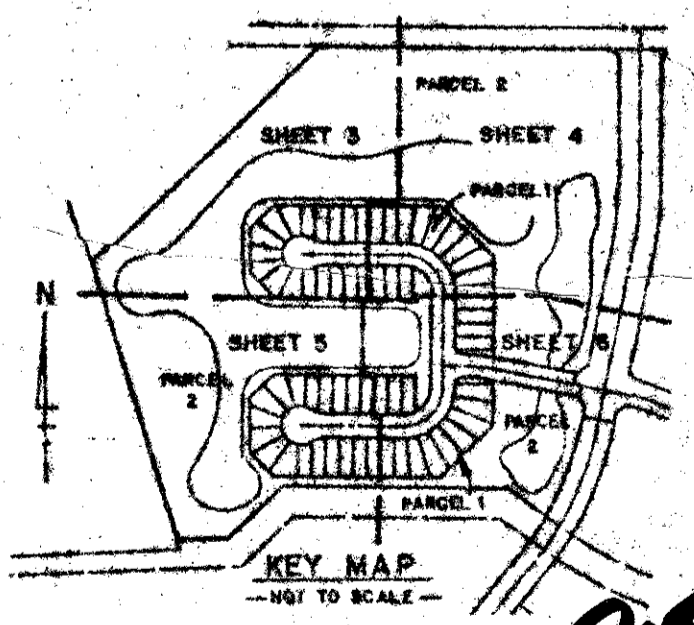 PARCEL 2
SHEET 3
SHEET 4
PARCEL 1
N
SHEET 5
SHEET 6
PARCEL
2
PARCEL
2
PARCEL 1
KEY MAP
—NOT TO SCALE—